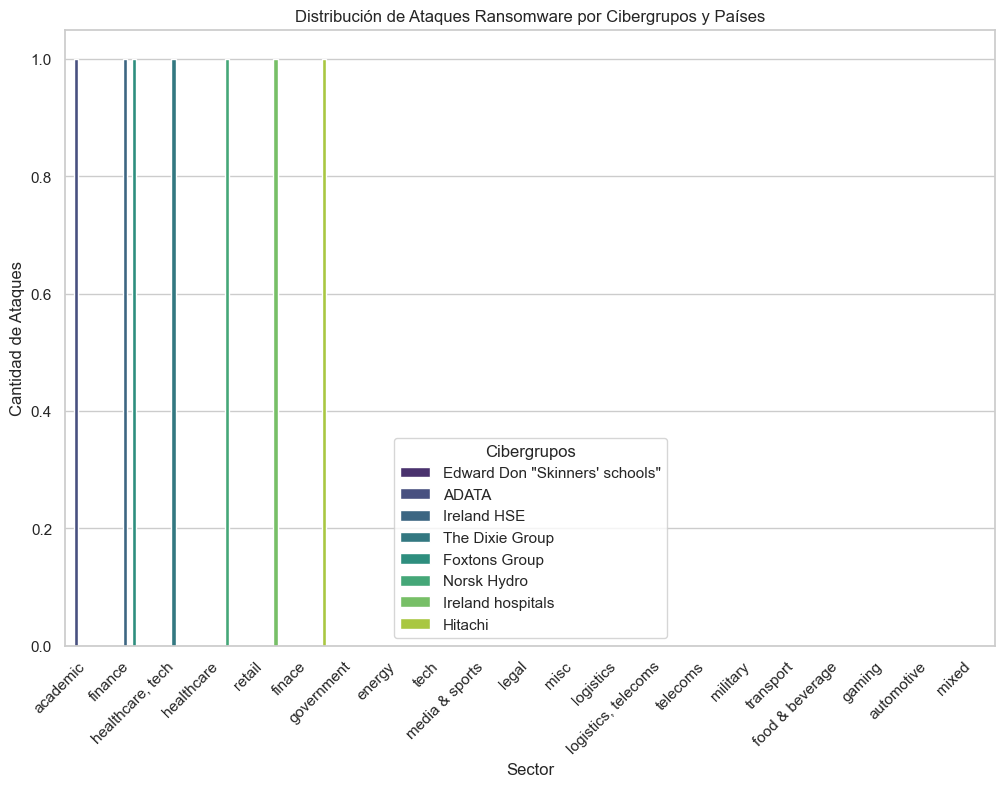 Distribución de Ataques Ransomware por Cibergrupos y Países
Cantidad de Ataques
1.0
0.8
0.6
0.4
0.2
0.0
Cibergrupos
Edward Don "Skinners' schools"
ADATA
Ireland HSE
The Dixie Group
Foxtons Group
Norsk Hydro
Ireland hospitals
Hitachi
academic
finance
healthcare, tech
healthcare
retail
finace
government
energy
tech
media & sports
legal
misc
logistics
logistics, telecoms
telecoms
military
transport
food & beverage
gaming
automotive
mixed
Sector